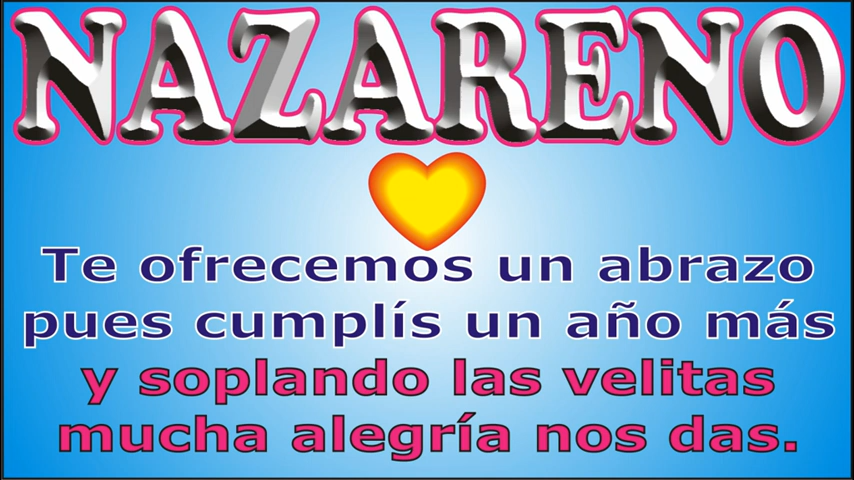 NAZARENO
Te ofrecemos un abrazo
pues cumplís un año más
y soplando las velitas
mucha alegría nos das.